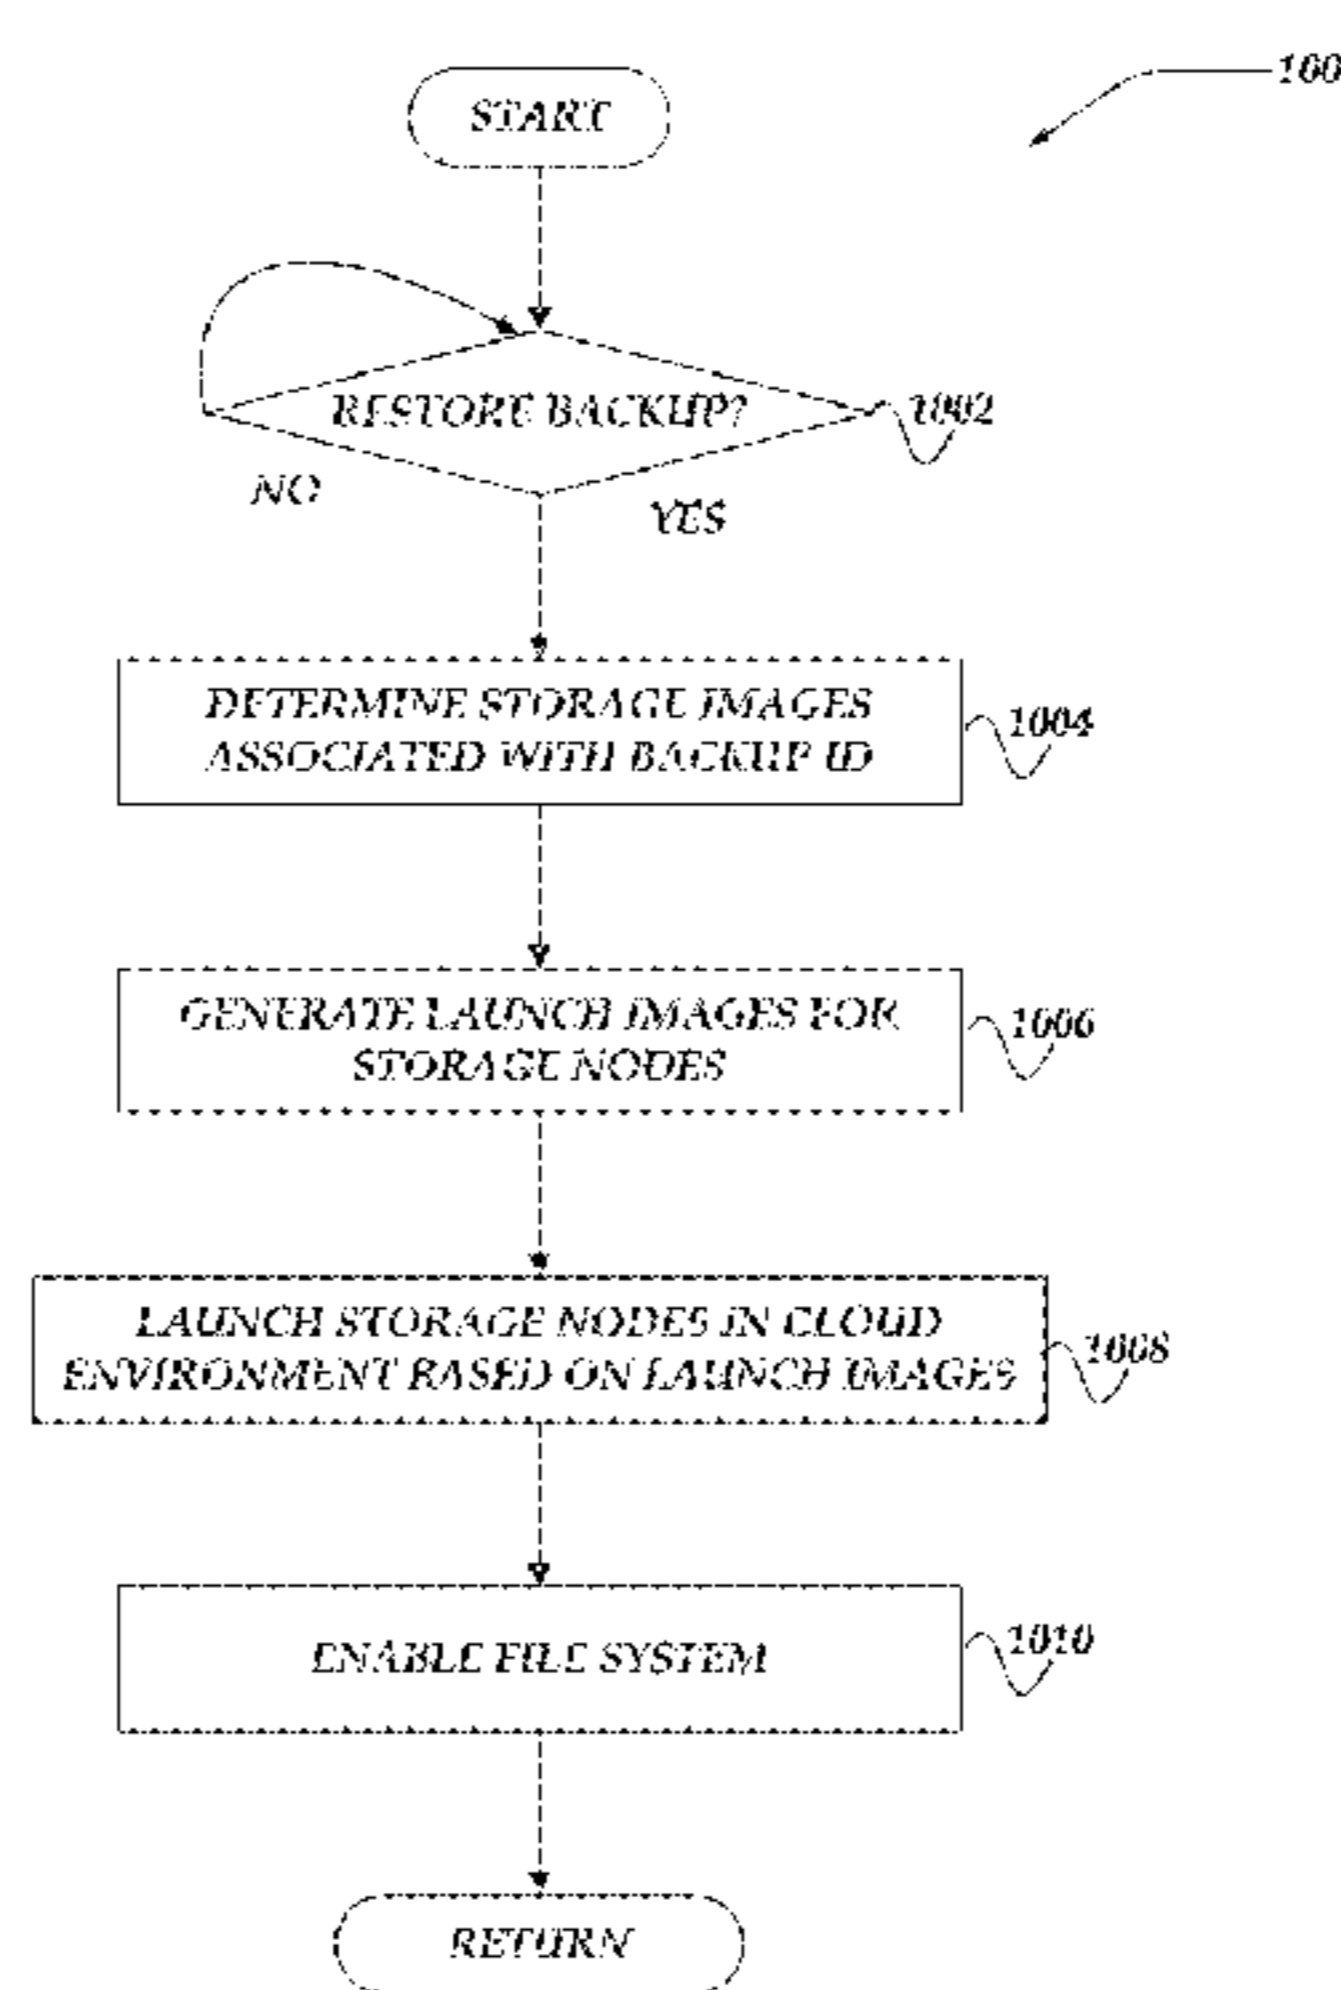 100
START
RESTORE BACKUP?
1002
NO
YES
DETERMINE STORAGE IMAGES
ASSOCIATED WITH BACKUP ID
1004
GENERATE LAUNCH IMAGES FOR
STORAGE NODES
1006
LAUNCH STORAGE NODES IN CLOUD
ENVIRONMENT BASED ON LAUNCH IMAGES
1008
ENABLE FILE SYSTEM
1010
RETURN